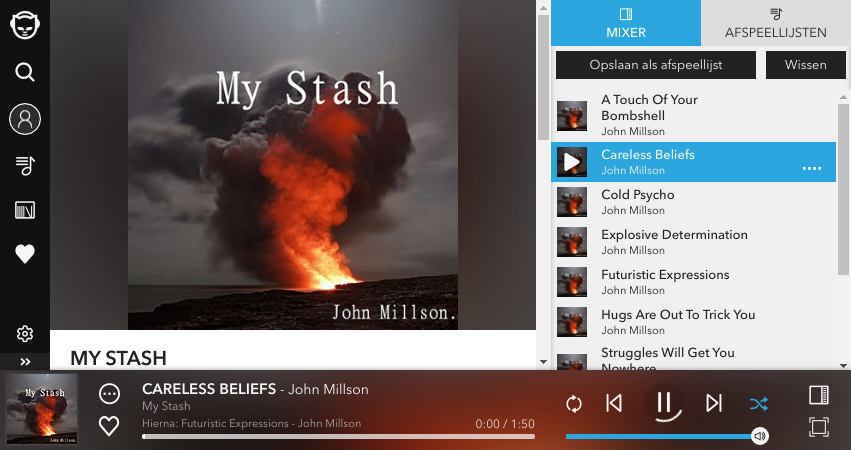 My Stash
John Millson.
MY STASH
MIXER
AFSPEELLIJSTEN
Opslaan als afspeellijst
Wissen
A Touch Of Your
Bombshell
John Millson
Careless Beliefs
John Millson
Cold Psycho
John Millson
Explosive Determination
John Millson
Futuristic Expressions
John Millson
Hugs Are Out To Trick You
John Millson
Struggles Will Get You
Nowhere
My Stash
John Millson.
CARELESS BELIEFS - John Millson
My Stash
Hierna: Futuristic Expressions - John Millson
0:00 / 1:50